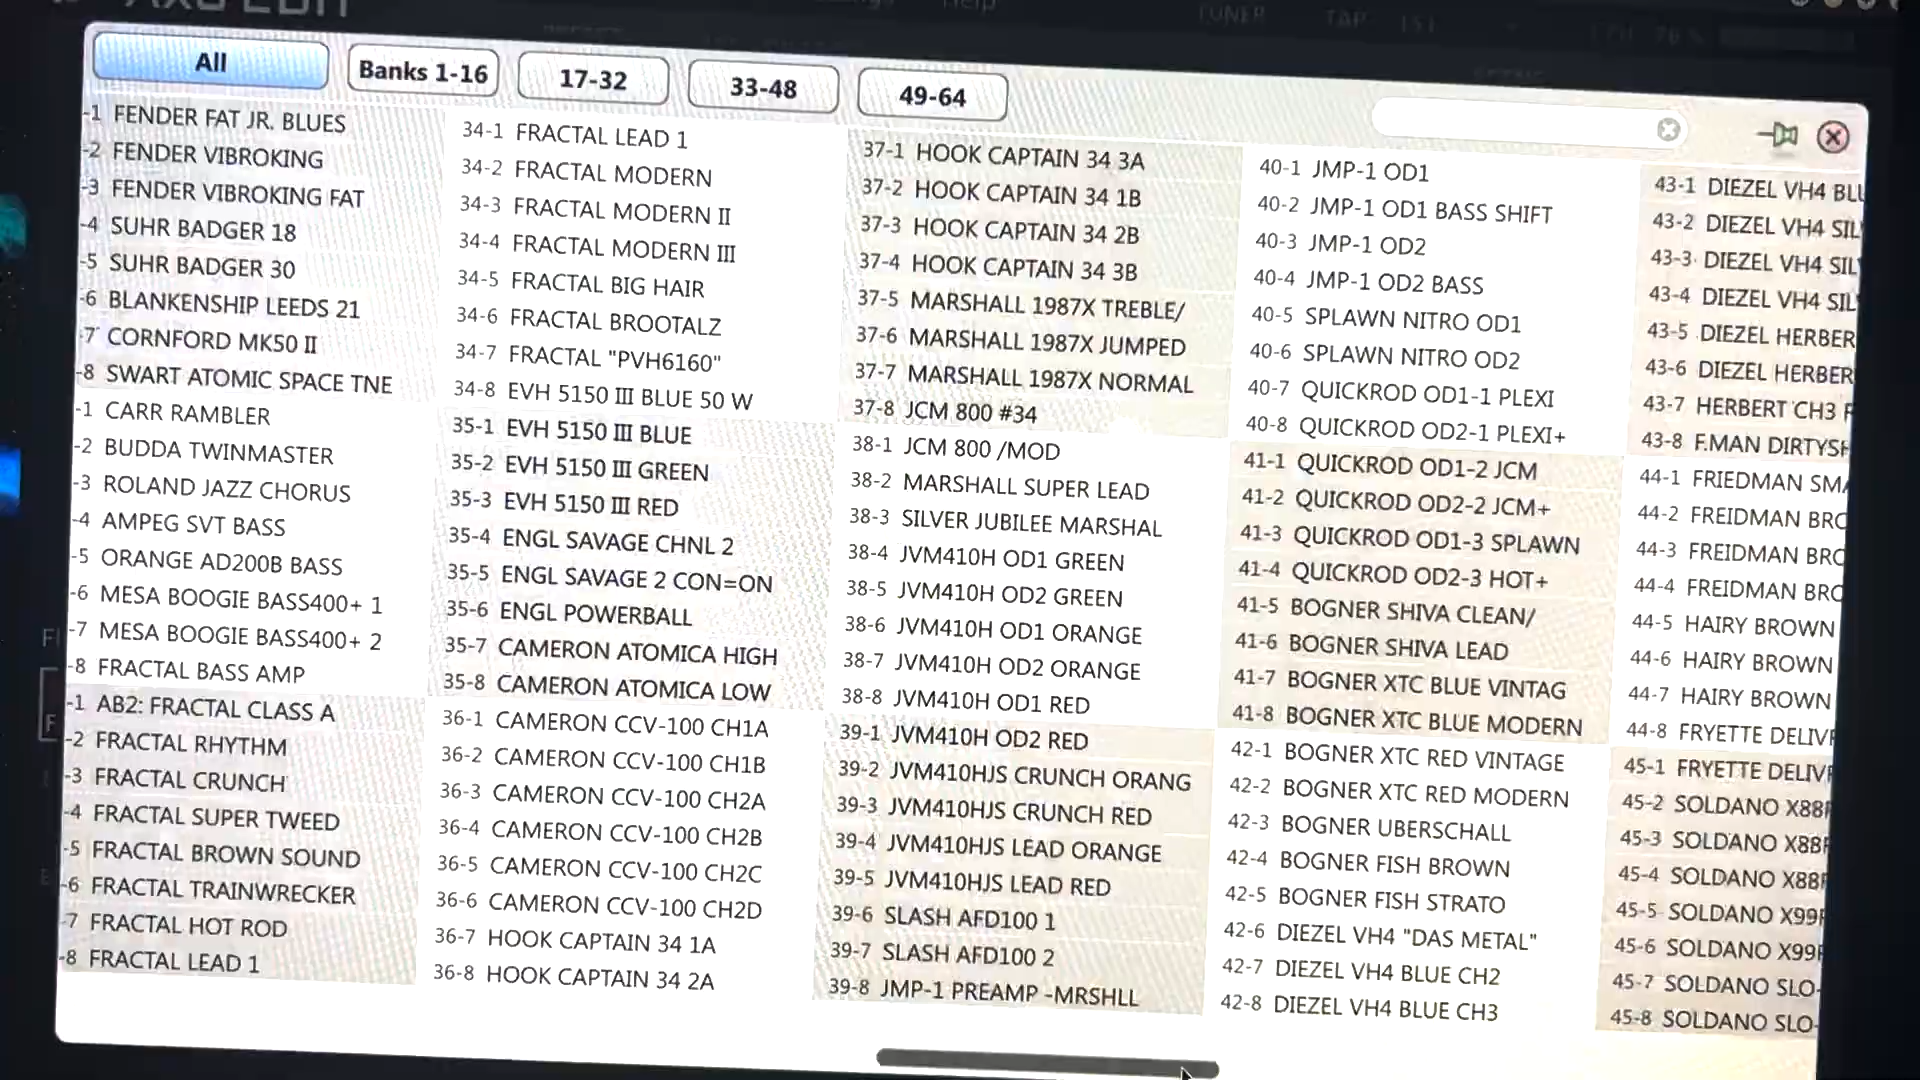 AXE EDIT
Help
TUNER
TAP
All
Banks 1-16
17-32
33-48
49-64
-1 FENDER FAT JR. BLUES
-2 FENDER VIBROKING
-3 FENDER VIBROKING FAT
-4 SUHR BADGER 18
-5 SUHR BADGER 30
-6 BLANKENSHIP LEEDS 21
-7 CORNFORD MK50 II
-8 SWART ATOMIC SPACE TNE
-1 CARR RAMBLER
-2 BUDDA TWINMASTER
-3 ROLAND JAZZ CHORUS
-4 AMPEG SVT BASS
-5 ORANGE AD200B BASS
-6 MESA BOOGIE BASS400+ 1
-7 MESA BOOGIE BASS400+ 2
-8 FRACTAL BASS AMP
-1 AB2: FRACTAL CLASS A
-2 FRACTAL RHYTHM
-3 FRACTAL CRUNCH
-4 FRACTAL SUPER TWEED
-5 FRACTAL BROWN SOUND
-6 FRACTAL TRAINWRECKER
-7 FRACTAL HOT ROD
-8 FRACTAL LEAD 1
34-1 FRACTAL LEAD 1
34-2 FRACTAL MODERN
34-3 FRACTAL MODERN II
34-4 FRACTAL MODERN III
34-5 FRACTAL BIG HAIR
34-6 FRACTAL BROOTALZ
34-7 FRACTAL "PVH6160"
34-8 EVH 5150 III BLUE 50 W
35-1 EVH 5150 III BLUE
35-2 EVH 5150 III GREEN
35-3 EVH 5150 III RED
35-4 ENGL SAVAGE CHNL 2
35-5 ENGL SAVAGE 2 CON=ON
35-6 ENGL POWERBALL
35-7 CAMERON ATOMICA HIGH
35-8 CAMERON ATOMICA LOW
36-1 CAMERON CCV-100 CH1A
36-2 CAMERON CCV-100 CH1B
36-3 CAMERON CCV-100 CH2A
36-4 CAMERON CCV-100 CH2B
36-5 CAMERON CCV-100 CH2C
36-6 CAMERON CCV-100 CH2D
36-7 HOOK CAPTAIN 34 1A
36-8 HOOK CAPTAIN 34 2A
37-1 HOOK CAPTAIN 34 3A
37-2 HOOK CAPTAIN 34 1B
37-3 HOOK CAPTAIN 34 2B
37-4 HOOK CAPTAIN 34 3B
37-5 MARSHALL 1987X TREBLE/
37-6 MARSHALL 1987X JUMPED
37-7 MARSHALL 1987X NORMAL
37-8 JCM 800 #34
38-1 JCM 800 /MOD
38-2 MARSHALL SUPER LEAD
38-3 SILVER JUBILEE MARSHAL
38-4 JVM410H OD1 GREEN
38-5 JVM410H OD2 GREEN
38-6 JVM410H OD1 ORANGE
38-7 JVM410H OD2 ORANGE
38-8 JVM410H OD1 RED
39-1 JVM410H OD2 RED
39-2 JVM410HJS CRUNCH ORANG
39-3 JVM410HJS CRUNCH RED
39-4 JVM410HJS LEAD ORANGE
39-5 JVM410HJS LEAD RED
39-6 SLASH AFD100 1
39-7 SLASH AFD100 2
39-8 JMP-1 PREAMP -MRSHLL
40-1 JMP-1 OD1
40-2 JMP-1 OD1 BASS SHIFT
40-3 JMP-1 OD2
40-4 JMP-1 OD2 BASS
40-5 SPLAWN NITRO OD1
40-6 SPLAWN NITRO OD2
40-7 QUICKROD OD1-1 PLEXI
40-8 QUICKROD OD2-1 PLEXI+
41-1 QUICKROD OD1-2 JCM
41-2 QUICKROD OD2-2 JCM+
41-3 QUICKROD OD1-3 SPLAWN
41-4 QUICKROD OD2-3 HOT+
41-5 BOGNER SHIVA CLEAN/
41-6 BOGNER SHIVA LEAD
41-7 BOGNER XTC BLUE VINTAG
41-8 BOGNER XTC BLUE MODERN
42-1 BOGNER XTC RED VINTAGE
42-2 BOGNER XTC RED MODERN
42-3 BOGNER UBERSCHALL
42-4 BOGNER FISH BROWN
42-5 BOGNER FISH STRATO
42-6 DIEZEL VH4 "DAS METAL"
42-7 DIEZEL VH4 BLUE CH2
42-8 DIEZEL VH4 BLUE CH3
43-1 DIEZEL VH4 BLU
43-2 DIEZEL VH4 SIL
43-3 DIEZEL VH4 SIL
43-4 DIEZEL VH4 SIL
43-5 DIEZEL HERBER
43-6 DIEZEL HERBER
43-7 HERBERT CH3
43-8 F.MAN DIRTYSH
44-1 FRIEDMAN SMA
44-2 FREIDMAN BRO
44-3 FREIDMAN BRO
44-4 FREIDMAN BRO
44-5 HAIRY BROWN
44-6 HAIRY BROWN
44-7 HAIRY BROWN
44-8 FRYETTE DELIV
45-1 FRYETTE DELIV
45-2 SOLDANO X88
45-3 SOLDANO X88
45-4 SOLDANO X88
45-5 SOLDANO X99
45-6 SOLDANO X99
45-7 SOLDANO SLO-
45-8 SOLDANO SLO-